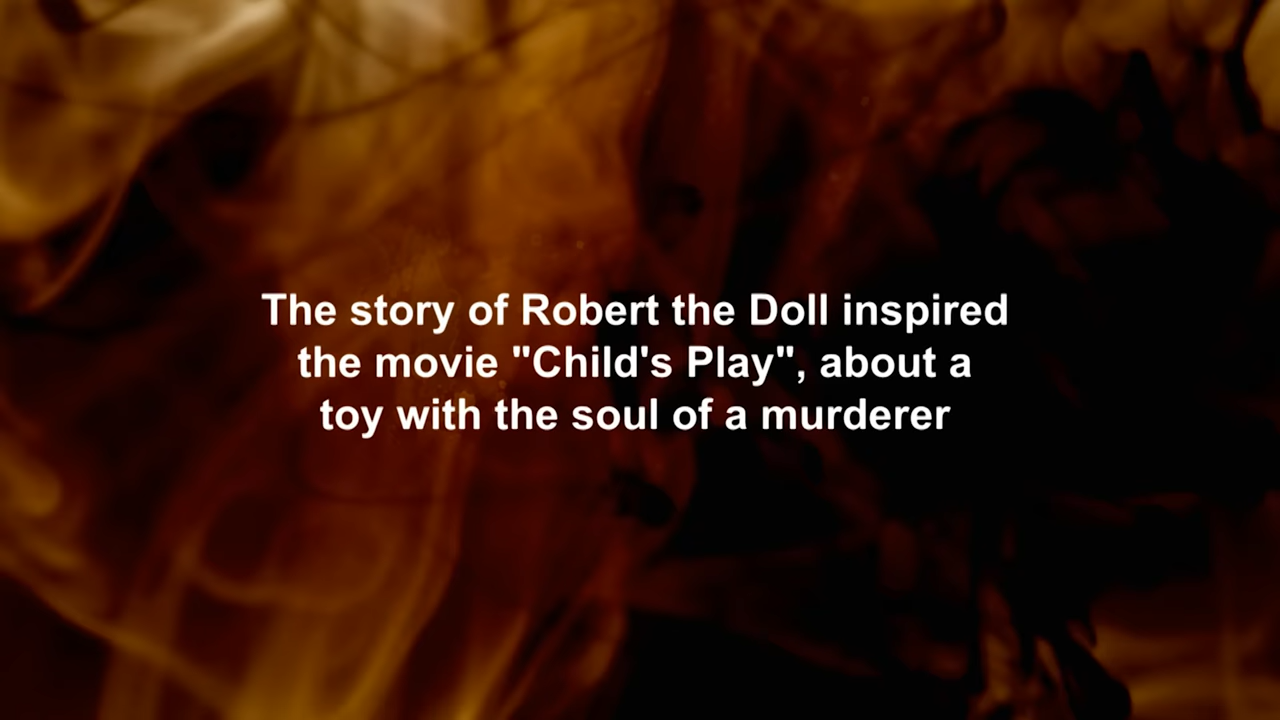 The story of Robert the Doll inspired
the movie "Child's Play", about a
toy with the soul of a murderer